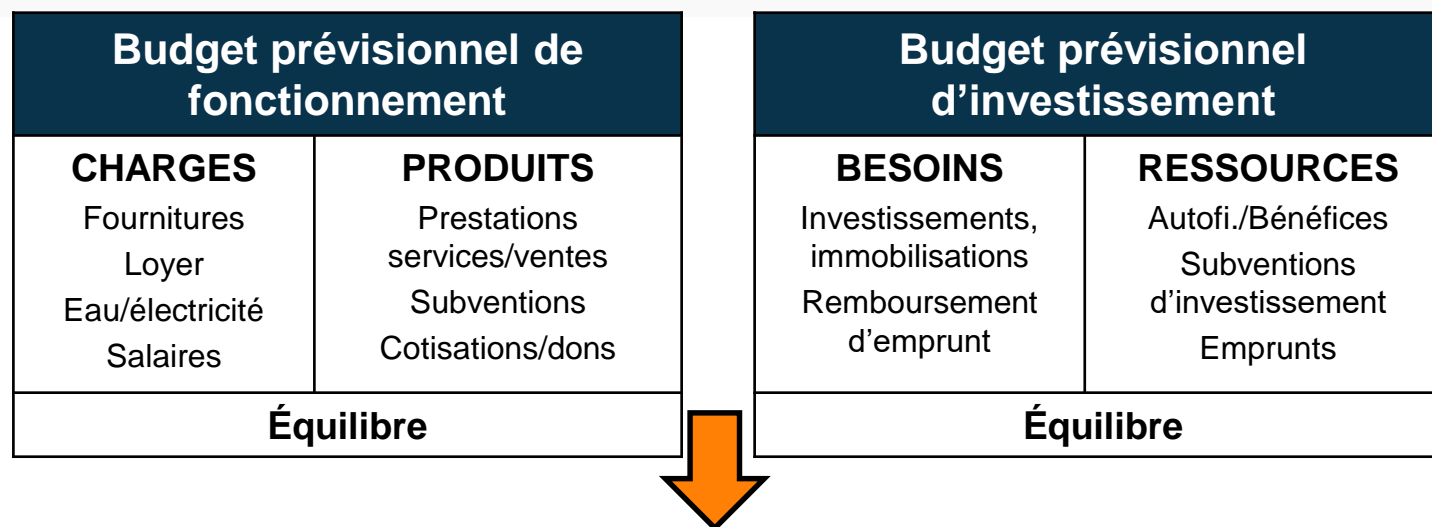 Budget prévisionnel de
fonctionnement
CHARGES
Fournitures
Loyer
Eau/électricité
Salaires
PRODUITS
Prestations
services/ventes
Subventions
Cotisations/dons
Équilibre
Budget prévisionnel
d’investissement
BESOINS
Investissements,
immobilisations
Remboursement
d’emprunt
RESSOURCES
Autofi./Bénéfices
Subventions
d’investissement
Emprunts
Équilibre